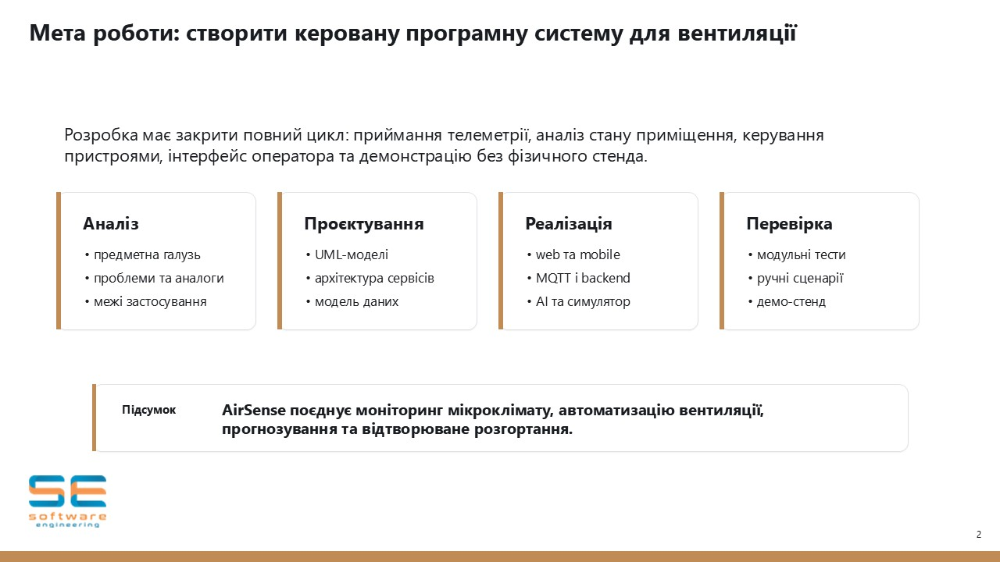 Мета роботи: створити керовану програмну систему для вентиляції
Розробка має закрити повний цикл: приймання телеметрії, аналіз стану приміщення, керування
пристроями, інтерфейс оператора та демонстрацію без фізичного стенда.
Аналіз
• предметна галузь
• проблеми та аналоги
• межі застосування
Проєктування
• UML-моделі
• архітектура сервісів
• модель даних
Реалізація
• web та mobile
• MQTT і backend
• AI та симулятор
Перевірка
• модульні тести
• ручні сценарії
• демо-стенд
Підсумок
AirSense поєднує моніторинг мікроклімату, автоматизацію вентиляції,
прогнозування та відтворюване розгортання.
SE
software
engineering
2